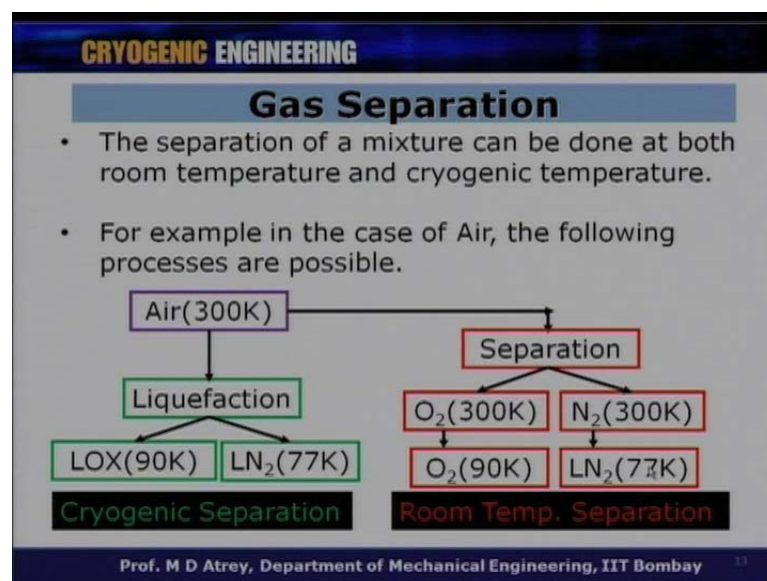 CRYOGENIC ENGINEERING
Gas Separation
• The separation of a mixture can be done at both
room temperature and cryogenic temperature.
• For example in the case of Air, the following
processes are possible.
Air(300K)
Separation
Liquefaction
O₂(300K) N₂(300K)
LOX(90K) LN₂(77K) O₂(90K) LN₂(77K)
Cryogenic Separation Room Temp. Separation
Prof. M D Atrey, Department of Mechanical Engineering, IIT Bombay 13